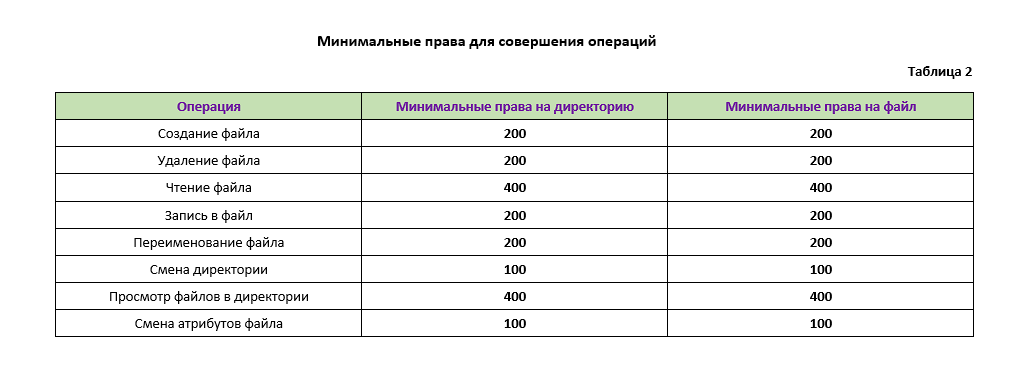 Минимальные права для совершения операций
Таблица 2
Операция Минимальные права на директорию Минимальные права на файл
Создание файла 200 200
Удаление файла 200 200
Чтение файла 400 400
Запись в файл 200 200
Переименование файла 200 200
Смена директории 100 100
Просмотр файлов в директории 400 400
Смена атрибутов файла 100 100